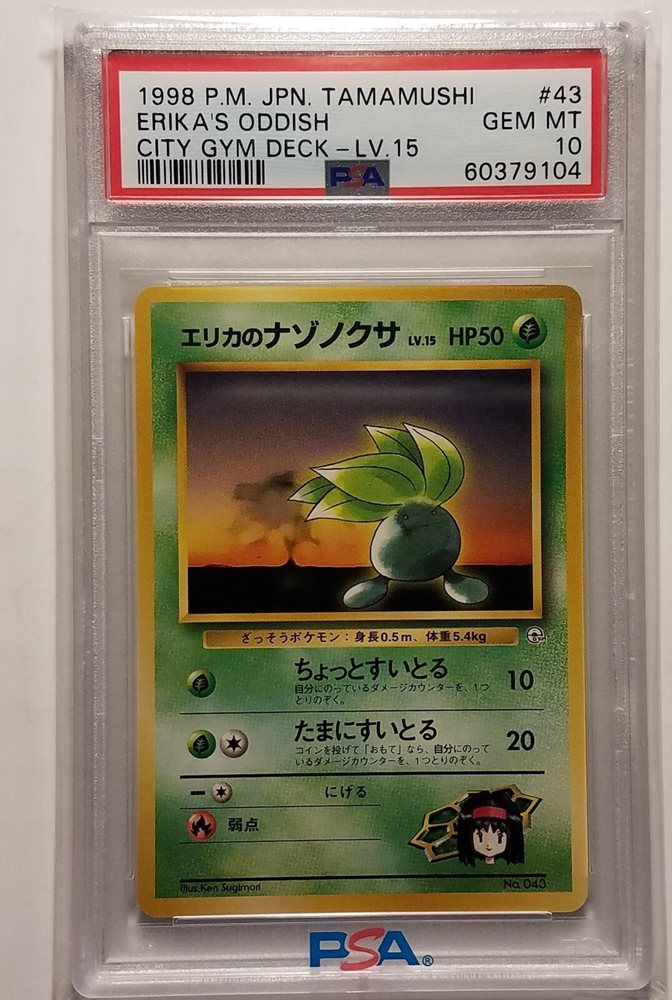 1998 P.M. JPN. TAMAMUSHI #43
ERIKA'S ODDISH GEM MT
CITY GYM DECK - LV.15 10
PSA 60379104
エリカのナゾノクサ LV.15 HP50
ざっそうポケモン：身長0.5m、体重5.4kg
ちょっとすいとる 10
自分にのっているダメージカウンターを、1つ
とりのぞく。
たまにすいとる 20
コインを投げて「おもて」なら、自分にのって
いるダメージカウンターを、1つとりのぞく。
にげる
弱点
Illus. Ken Sugimori No. 043
PSA®